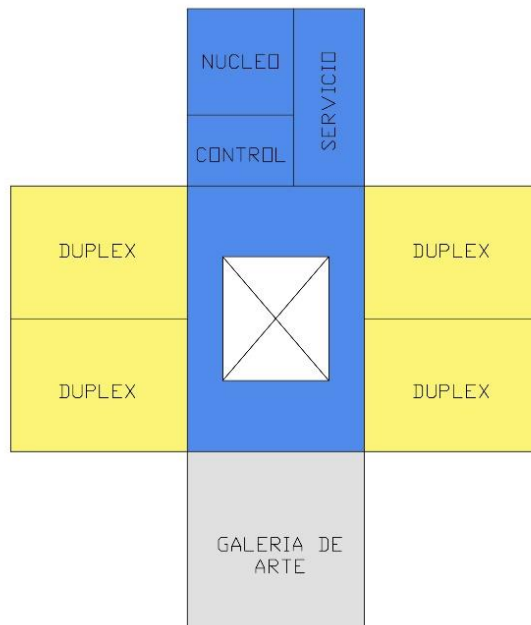 NUCLEO
SERVICIO
CONTROL
DUPLEX
DUPLEX
DUPLEX
DUPLEX
GALERIA DE
ARTE